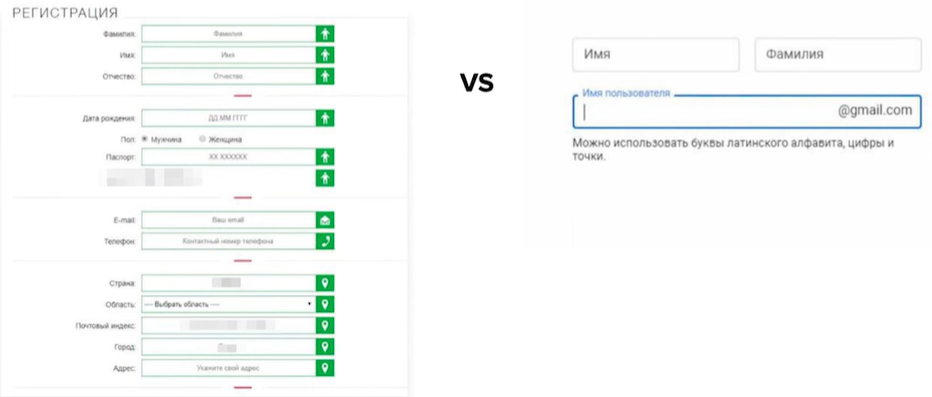 РЕГИСТРАЦИЯ
Фамилия: Фамилия
Имя: Имя
Отчество: Отчество
Дата рождения: ДД.ММ.ГГГГ
Пол: Мужчина Женщина
Паспорт: XX XXXXXX
E-mail: Ваш email
Телефон: Контактный номер телефона
Страна:
Область: --- Выбрать область ---
Почтовый индекс:
Город:
Адрес: Укажите свой адрес
VS
Имя Фамилия
Имя пользователя
@gmail.com
Можно использовать буквы латинского алфавита, цифры и
точки.